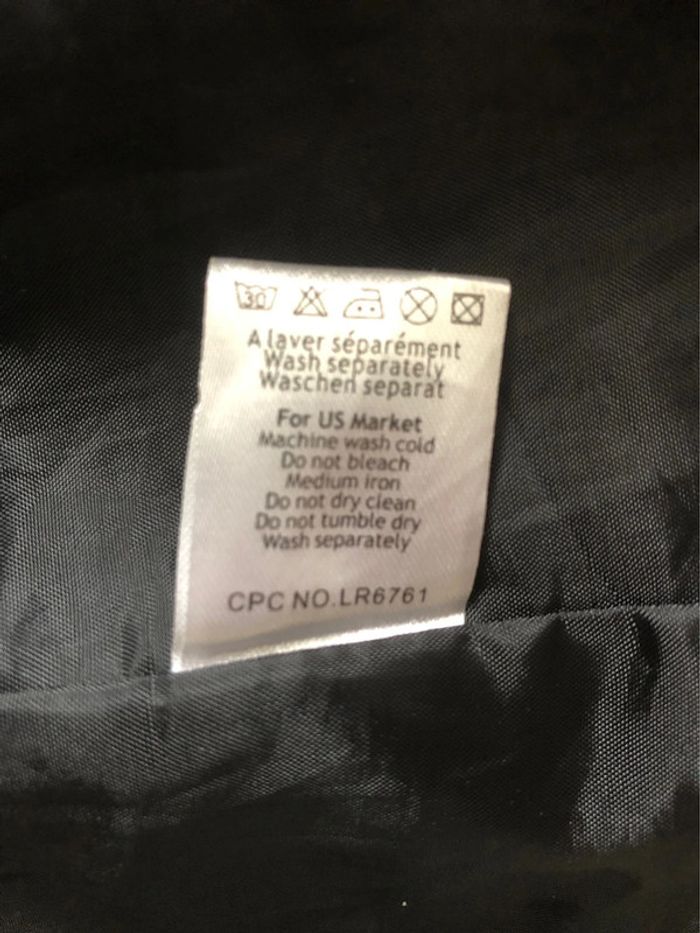 30
A laver séparément
Wash separately
Waschen separat
For US Market
Machine wash cold
Do not bleach
Medium iron
Do not dry clean
Do not tumble dry
Wash separately
CPC NO.LR6761